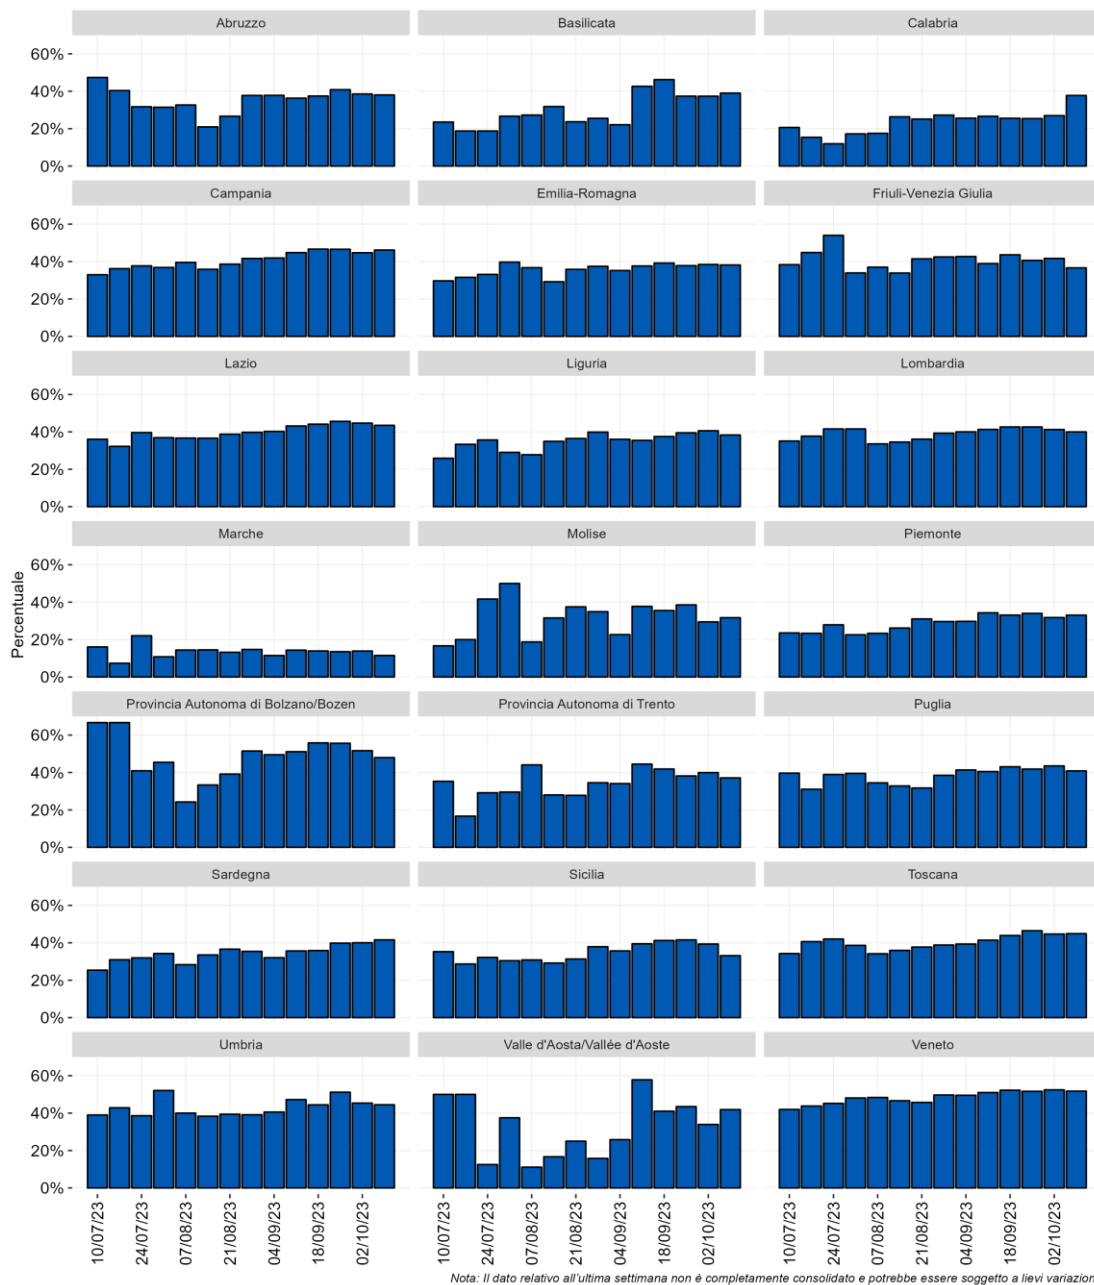 Abruzzo
Basilicata
Calabria
60%
40%
20%
0%
Campania
Emilia-Romagna
Friuli-Venezia Giulia
60%
40%
20%
0%
Lazio
Liguria
Lombardia
60%
40%
20%
0%
Marche
Molise
Piemonte
60%
40%
20%
0%
Percentuale
Provincia Autonoma di Bolzano/Bozen
Provincia Autonoma di Trento
Puglia
60%
40%
20%
0%
Sardegna
Sicilia
Toscana
60%
40%
20%
0%
Umbria
Valle d'Aosta/Vallée d'Aoste
Veneto
60%
40%
20%
0%
10/07/23
24/07/23
07/08/23
21/08/23
04/09/23
18/09/23
02/10/23
10/07/23
24/07/23
07/08/23
21/08/23
04/09/23
18/09/23
02/10/23
10/07/23
24/07/23
07/08/23
21/08/23
04/09/23
18/09/23
02/10/23
Nota: Il dato relativo all'ultima settimana non è completamente consolidato e potrebbe essere soggetto a lievi variazion